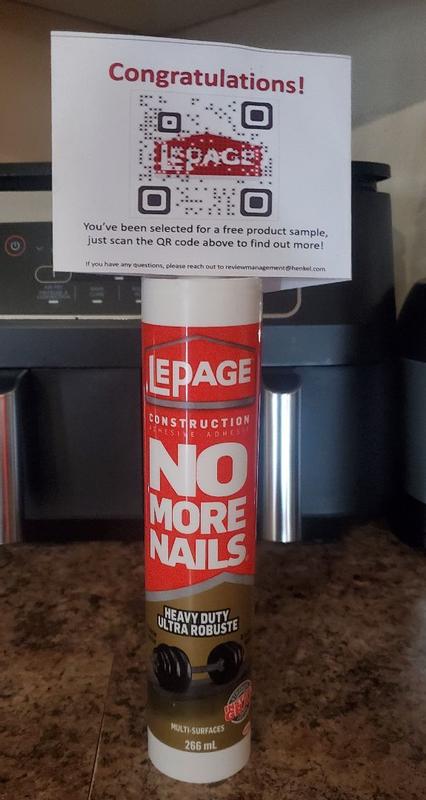 Congratulations!
LEPAGE
You've been selected for a free product sample,
just scan the QR code above to find out more!
If you have any questions, please reach out to reviewmanagement@henkel.com.
LEPAGE
CONSTRUCTION
ADHESIVE ADHESIF
NO
MORE
NAILS
HEAVY DUTY
ULTRA ROBUSTE
MULTI-SURFACES
266 mL